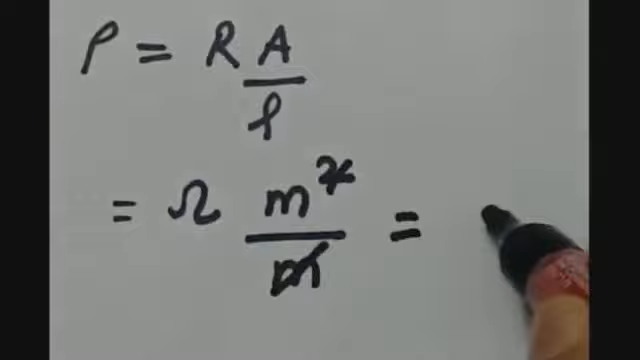 ρ = R A/l
= Ω m²/m =